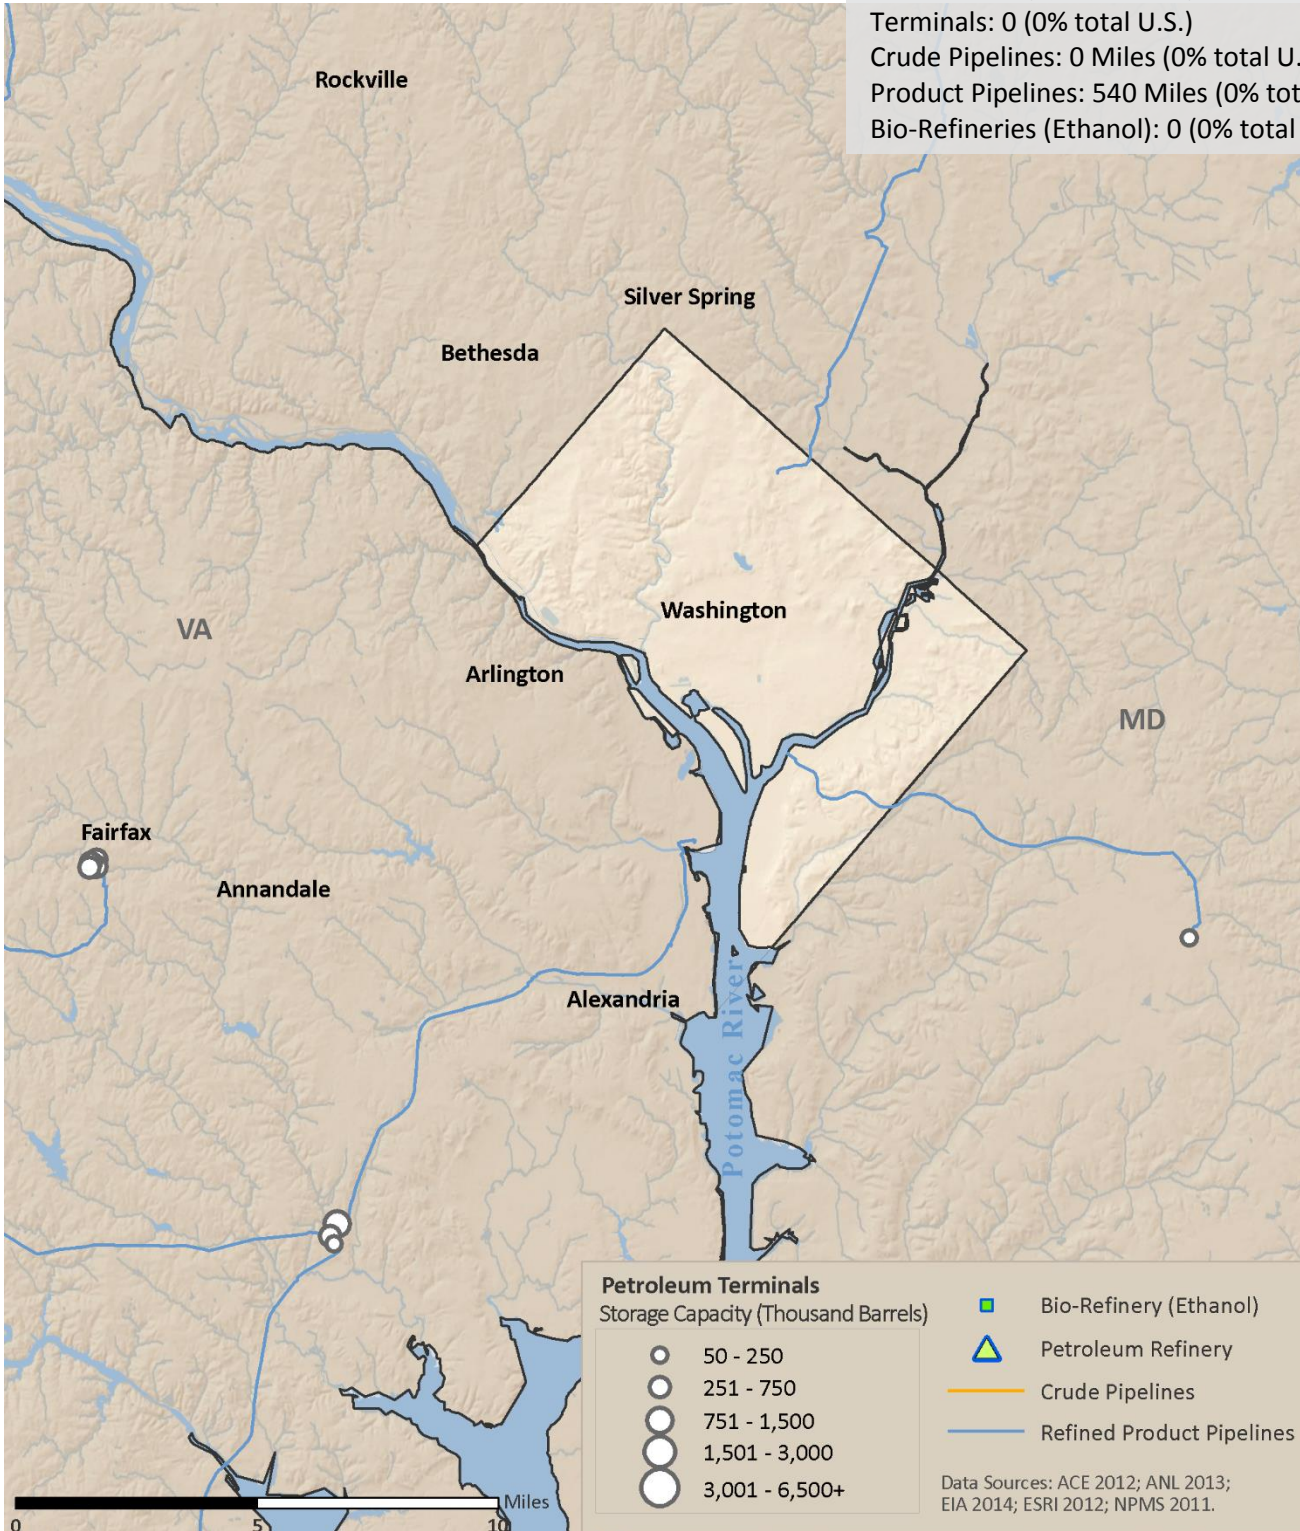 Terminals: 0 (0% total U.S.)
Crude Pipelines: 0 Miles (0% total U.
Product Pipelines: 540 Miles (0% tot
Bio-Refineries (Ethanol): 0 (0% total
Rockville
Silver Spring
Bethesda
Washington
VA
Arlington
MD
Fairfax
Annandale
Alexandria
Potomac River
Petroleum Terminals
Storage Capacity (Thousand Barrels)
50 - 250
251 - 750
751 - 1,500
1,501 - 3,000
3,001 - 6,500+
Bio-Refinery (Ethanol)
Petroleum Refinery
Crude Pipelines
Refined Product Pipelines
Data Sources: ACE 2012; ANL 2013;
EIA 2014; ESRI 2012; NPMS 2011.
Miles
0 5 10